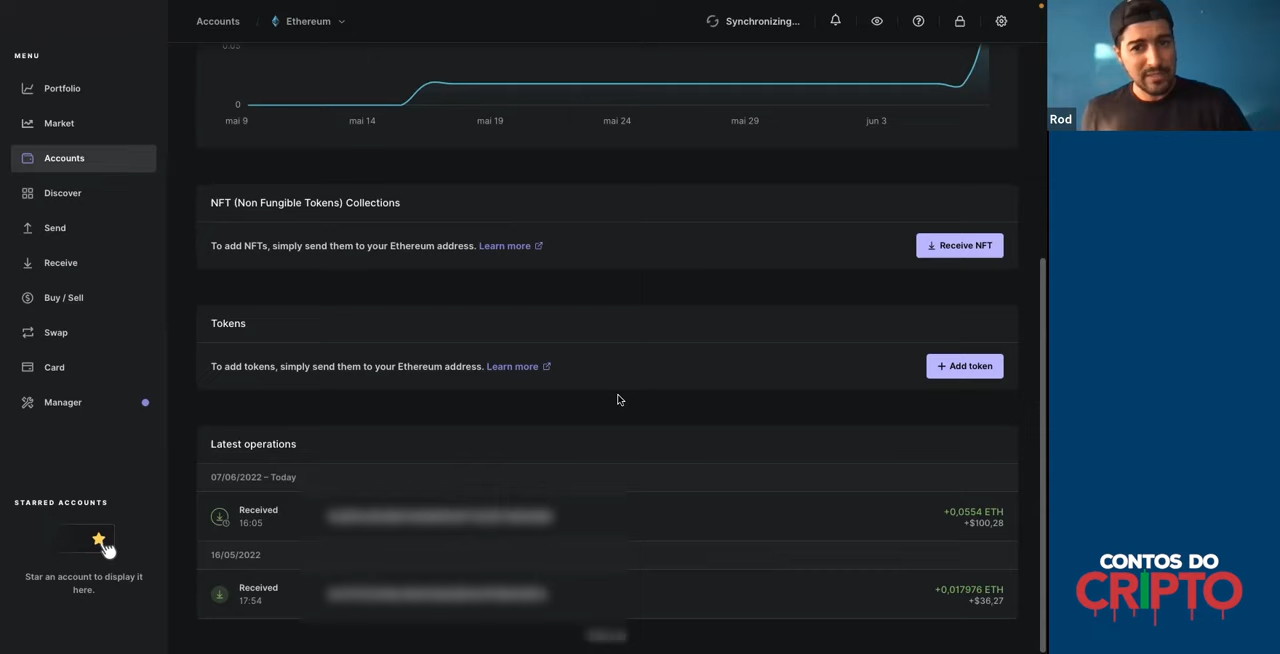 Accounts / Ethereum
Synchronizing...
MENU
Portfolio
Market
Accounts
Discover
Send
Receive
Buy / Sell
Swap
Card
Manager
STARRED ACCOUNTS
Star an account to display it
here.
0
mai 9 mai 14 mai 19 mai 24 mai 29 jun 3
NFT (Non Fungible Tokens) Collections
To add NFTs, simply send them to your Ethereum address. Learn more
Receive NFT
Tokens
To add tokens, simply send them to your Ethereum address. Learn more
+ Add token
Latest operations
07/06/2022 – Today
Received
16:05
+0,0554 ETH
+$100,28
16/05/2022
Received
17:54
+0,017976 ETH
+$36,27
Rod
CONTOS DO
CRIPTO